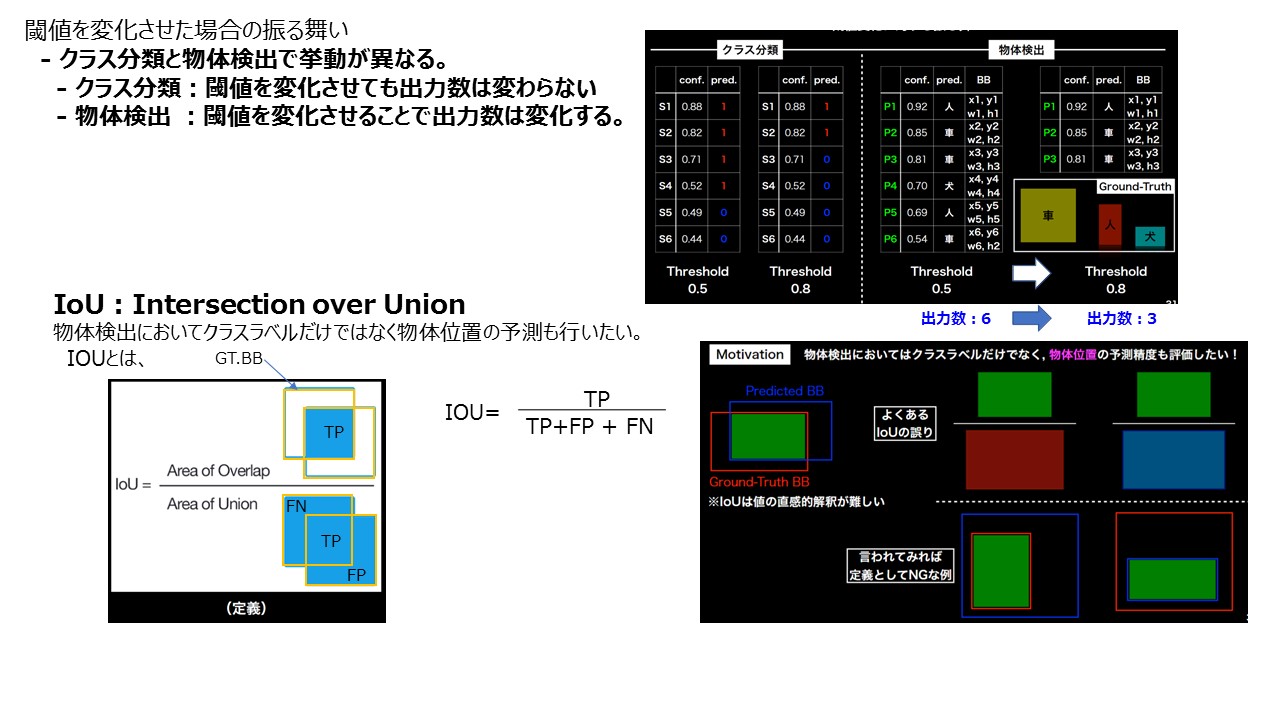 閾値を変化させた場合の振る舞い
- クラス分類と物体検出で挙動が異なる。
- クラス分類：閾値を変化させても出力数は変わらない
- 物体検出 ：閾値を変化させることで出力数は変化する。
クラス分類
conf. pred.
S1 0.88 1
S2 0.82 1
S3 0.71 1
S4 0.52 1
S5 0.49 0
S6 0.44 0
Threshold
0.5
conf. pred.
S1 0.88 1
S2 0.82 1
S3 0.71 0
S4 0.52 0
S5 0.49 0
S6 0.44 0
Threshold
0.8
物体検出
conf. pred. BB
P1 0.92 人 x1, y1 w1, h1
P2 0.85 車 x2, y2 w2, h2
P3 0.81 車 x3, y3 w3, h3
P4 0.70 犬 x4, y4 w4, h4
P5 0.69 人 x5, y5 w5, h5
P6 0.54 車 x6, y6 w6, h2
Threshold
0.5
conf. pred. BB
P1 0.92 人 x1, y1 w1, h1
P2 0.85 車 x2, y2 w2, h2
P3 0.81 車 x3, y3 w3, h3
Ground-Truth
車
人
犬
Threshold
0.8
出力数：6
出力数：3
IoU：Intersection over Union
物体検出においてクラスラベルだけではなく物体位置の予測も行いたい。
IOUとは、
GT.BB
TP
IoU =
Area of Overlap
Area of Union
FN
TP
FP
（定義）
IOU=
TP
TP+FP + FN
Motivation
物体検出においてはクラスラベルだけでなく, 物体位置の予測精度も評価したい！
Predicted BB
Ground-Truth BB
※IoUは値の直感的解釈が難しい
よくある
IoUの誤り
言われてみれば
定義としてNGな例